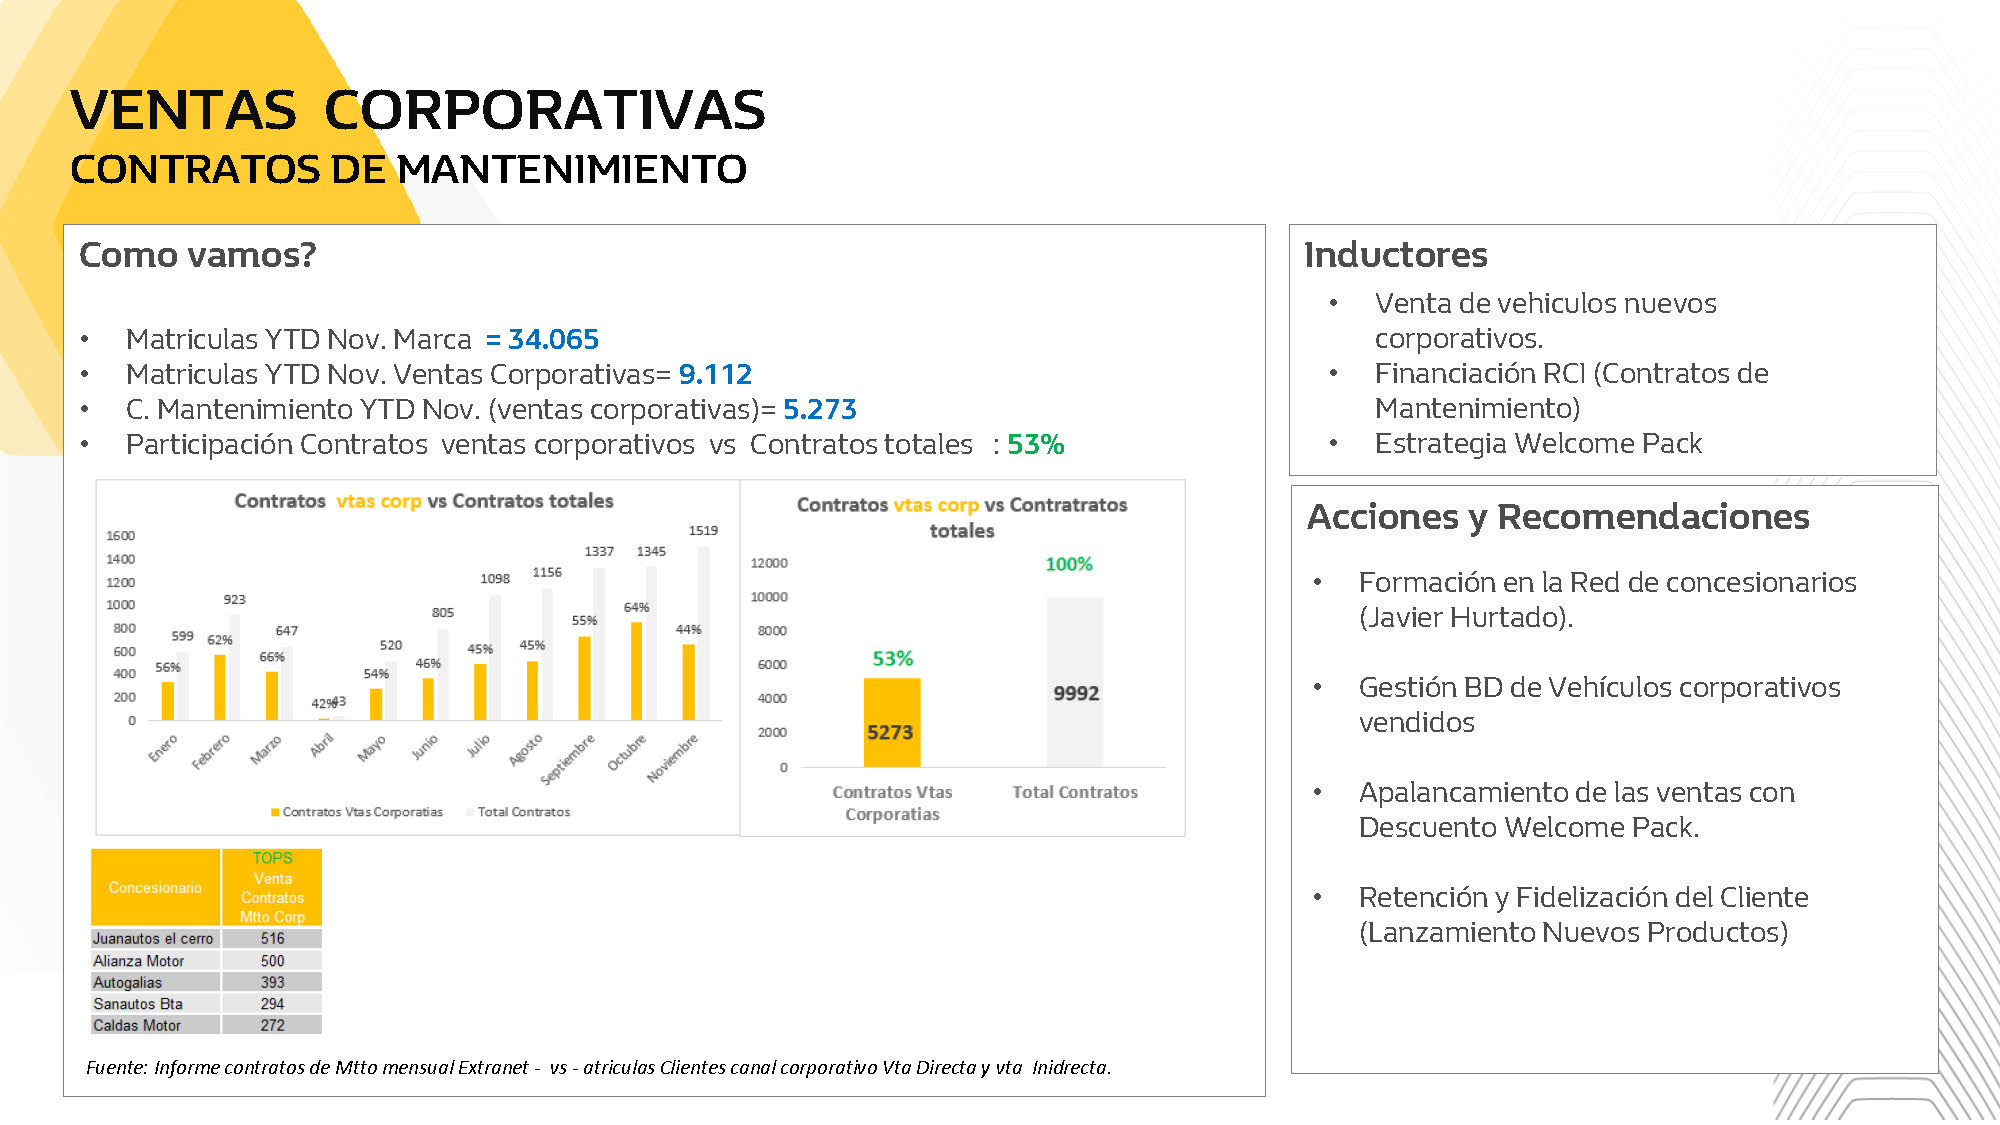 VENTAS CORPORATIVAS
CONTRATOS DE MANTENIMIENTO
Como vamos?
• Matriculas YTD Nov. Marca = 34.065
• Matriculas YTD Nov. Ventas Corporativas= 9.112
• C. Mantenimiento YTD Nov. (ventas corporativas)= 5.273
• Participación Contratos ventas corporativos vs Contratos totales : 53%
Contratos vtas corp vs Contratos totales
1600
1400
1200
1000
800
600
400
200
0
56%
599
62%
923
66%
647
42%
43
54%
520
46%
805
45%
1098
45%
1156
55%
1337
64%
1345
44%
1519
Enero
Febrero
Marzo
Abril
Mayo
Junio
Julio
Agosto
Septiembre
Octubre
Noviembre
Contratos Vtas Corporatias
Total Contratos
Contratos vtas corp vs Contratratos
totales
12000
10000
8000
6000
4000
2000
0
53%
5273
100%
9992
Contratos Vtas
Corporatias
Total Contratos
Concesionario
TOPS
Venta
Contratos
Mtto Corp
Juanautos el cerro 516
Alianza Motor 500
Autogalias 393
Sanautos Bta 294
Caldas Motor 272
Fuente: Informe contratos de Mtto mensual Extranet - vs - atriculas Clientes canal corporativo Vta Directa y vta Inidrecta.
Inductores
• Venta de vehiculos nuevos
corporativos.
• Financiación RCI (Contratos de
Mantenimiento)
• Estrategia Welcome Pack
Acciones y Recomendaciones
• Formación en la Red de concesionarios
(Javier Hurtado).
• Gestión BD de Vehículos corporativos
vendidos
• Apalancamiento de las ventas con
Descuento Welcome Pack.
• Retención y Fidelización del Cliente
(Lanzamiento Nuevos Productos)